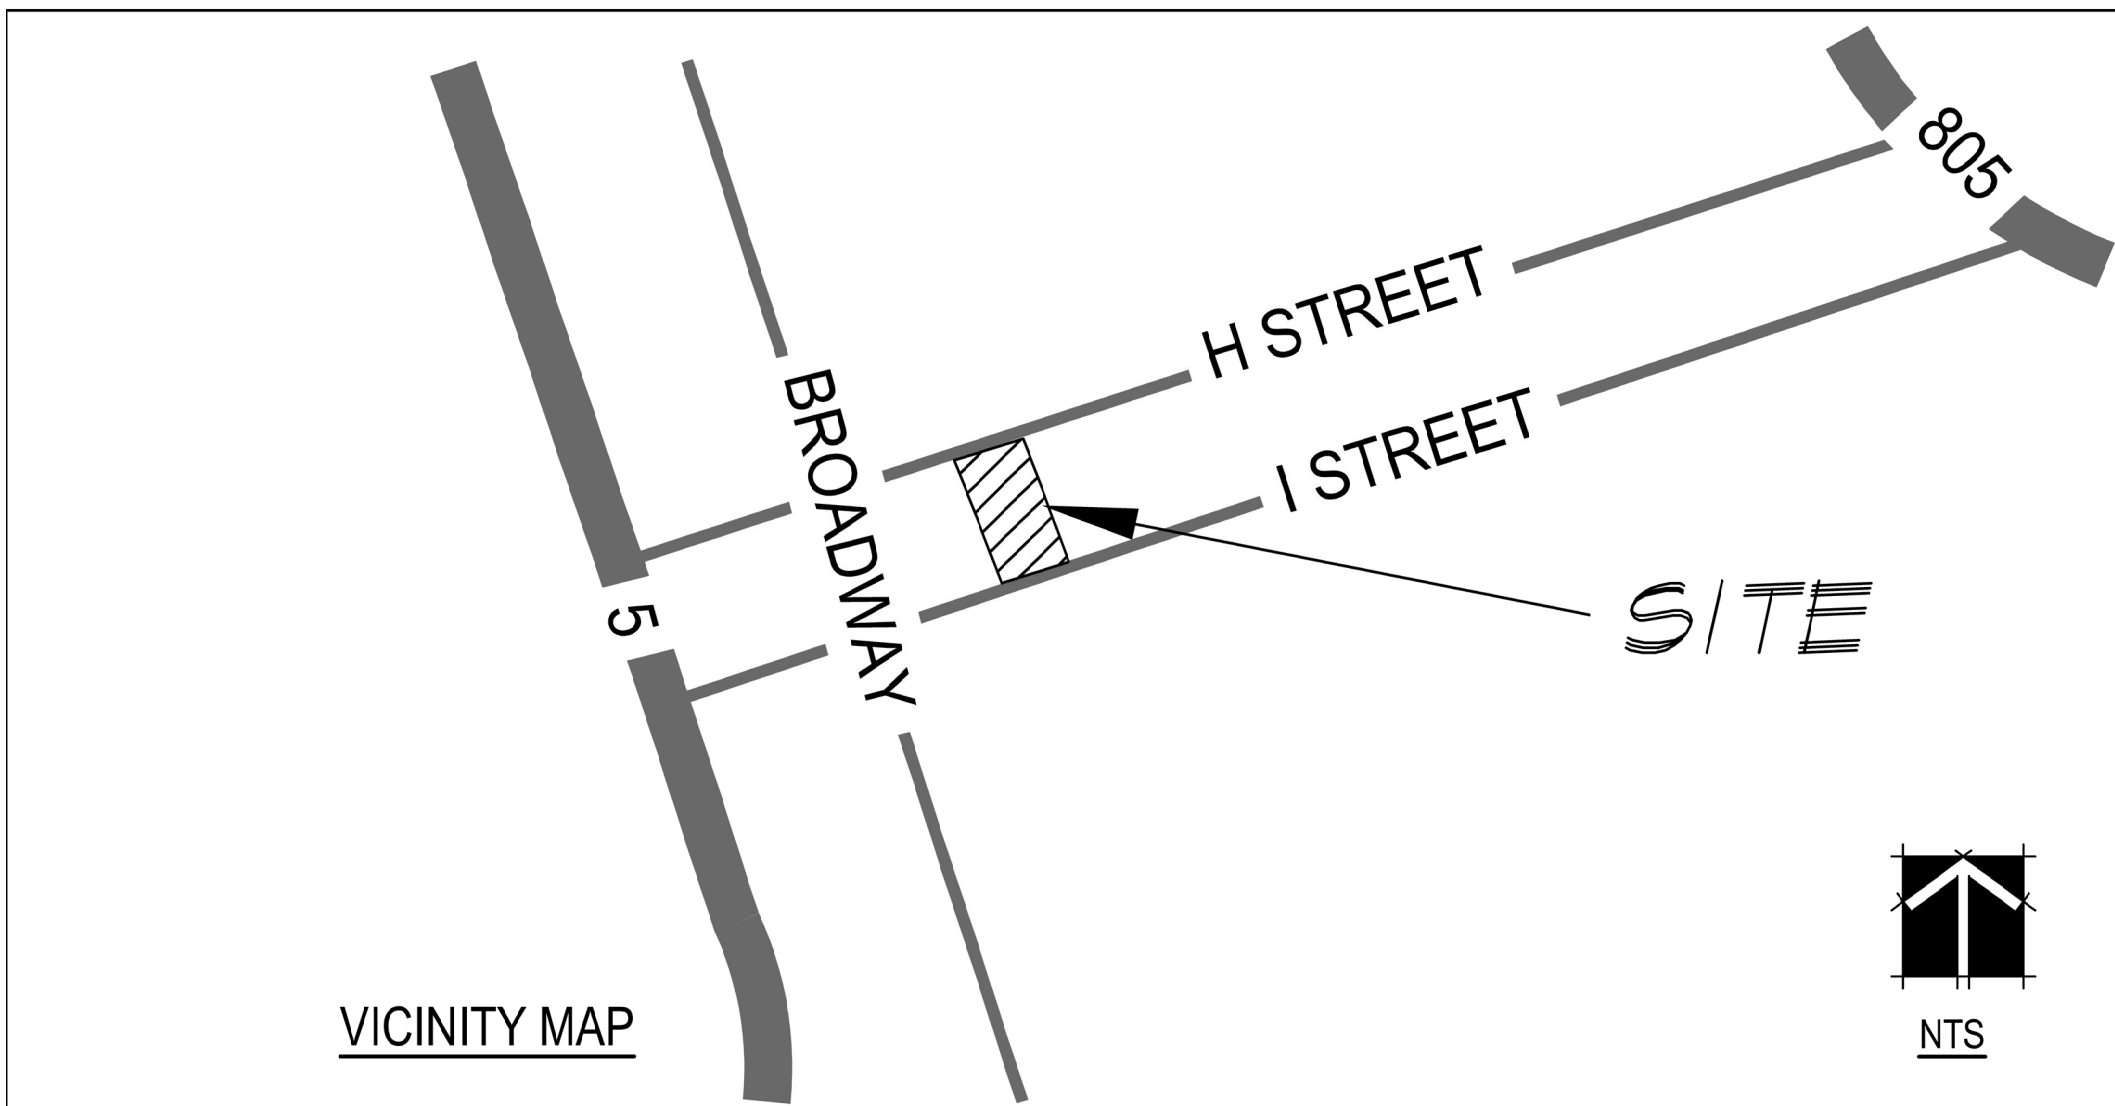 805
H STREET
BROADWAY
I STREET
5
SITE
VICINITY MAP
NTS